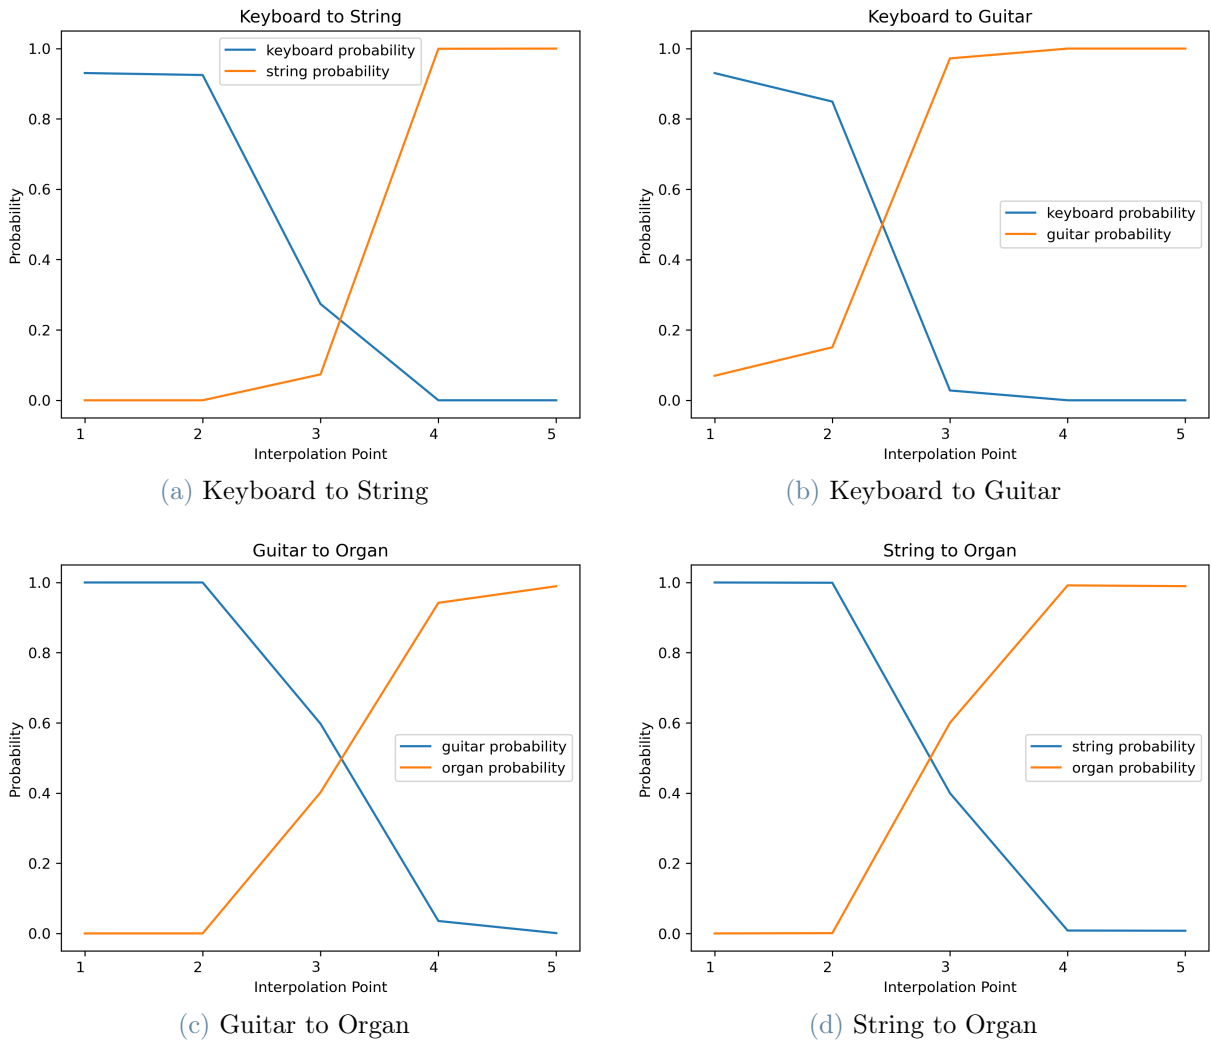 Keyboard to String
keyboard probability
string probability
1.0
0.8
0.6
0.4
0.2
0.0
Probability
1 2 3 4 5
Interpolation Point
(a) Keyboard to String
Keyboard to Guitar
keyboard probability
guitar probability
1.0
0.8
0.6
0.4
0.2
0.0
Probability
1 2 3 4 5
Interpolation Point
(b) Keyboard to Guitar
Guitar to Organ
guitar probability
organ probability
1.0
0.8
0.6
0.4
0.2
0.0
Probability
1 2 3 4 5
Interpolation Point
(c) Guitar to Organ
String to Organ
string probability
organ probability
1.0
0.8
0.6
0.4
0.2
0.0
Probability
1 2 3 4 5
Interpolation Point
(d) String to Organ